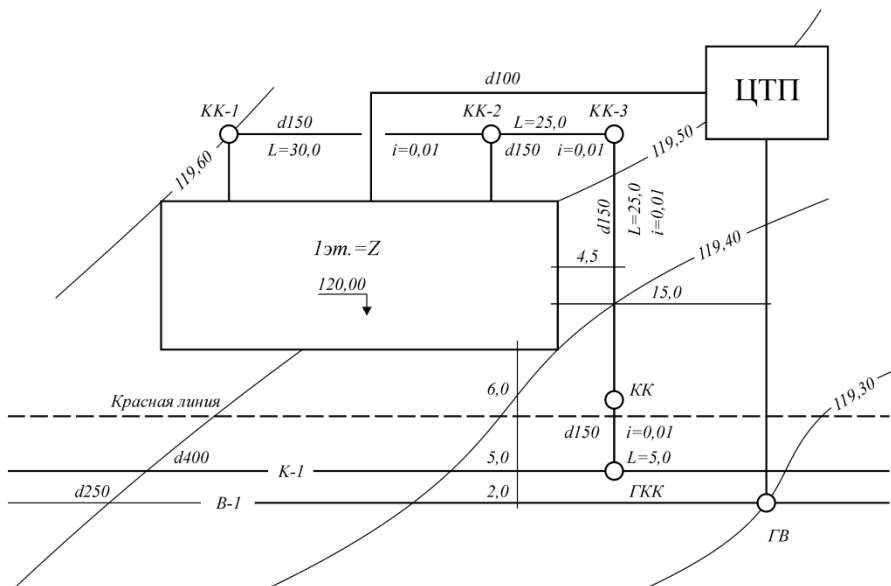 ЦТП
d100
КК-1
КК-2
КК-3
d150
L=25,0
L=30,0
i=0,01
d150
i=0,01
119,60
119,50
d150
L=25,0
i=0,01
119,40
1эт.=Z
120,00
4,5
15,0
6,0
КК
119,30
Красная линия
d150
i=0,01
d400
К-1
5,0
L=5,0
d250
В-1
2,0
ГКК
ГВ